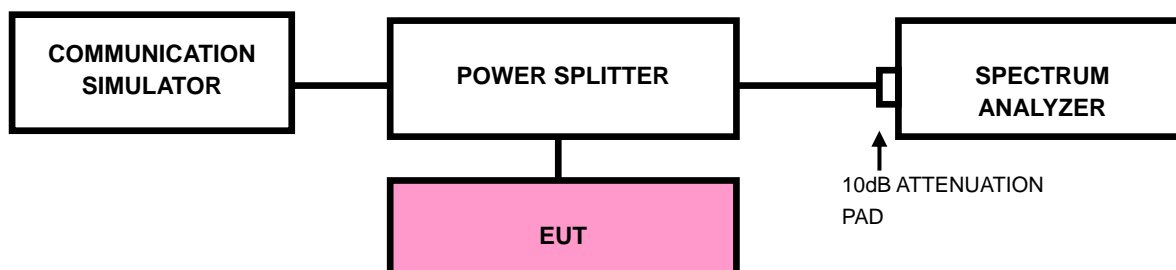 COMMUNICATION
SIMULATOR
POWER SPLITTER
SPECTRUM
ANALYZER
10dB ATTENUATION
PAD
EUT